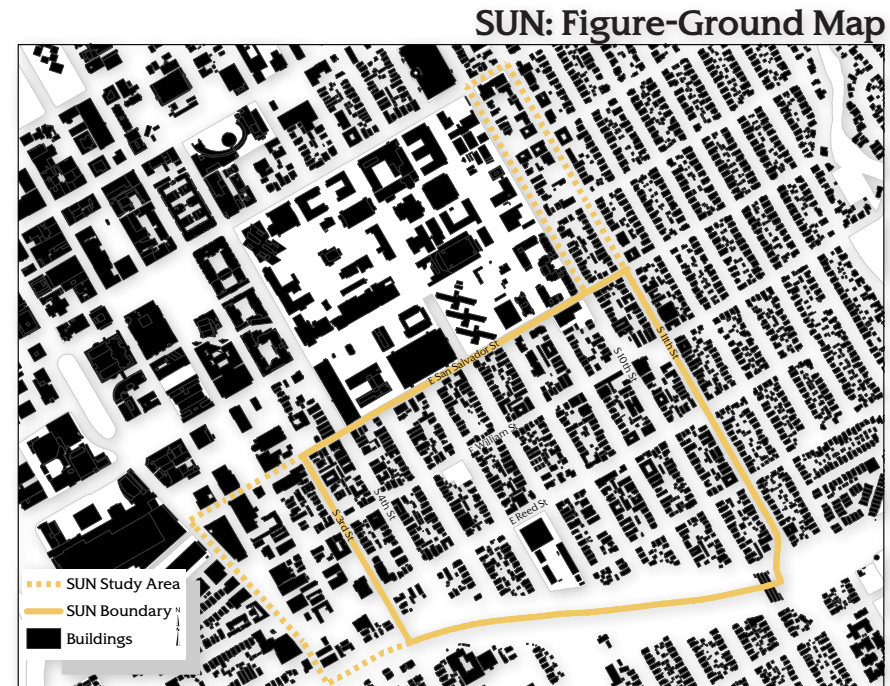 SUN: Figure-Ground Map
E San Salvador St
S 11th St
S 10th St
E William St
S 4th St
E Reed St
S 3rd St
SUN Study Area
SUN Boundary
N
Buildings